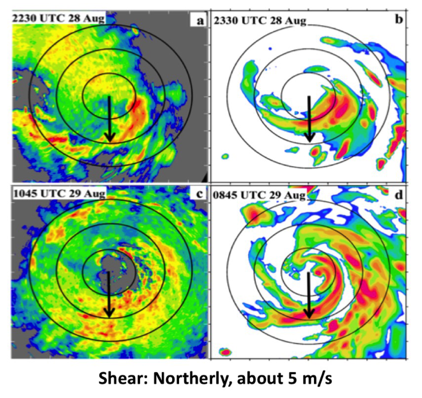 2230 UTC 28 Aug a
2330 UTC 28 Aug b
1045 UTC 29 Aug c
0845 UTC 29 Aug d
Shear: Northerly, about 5 m/s